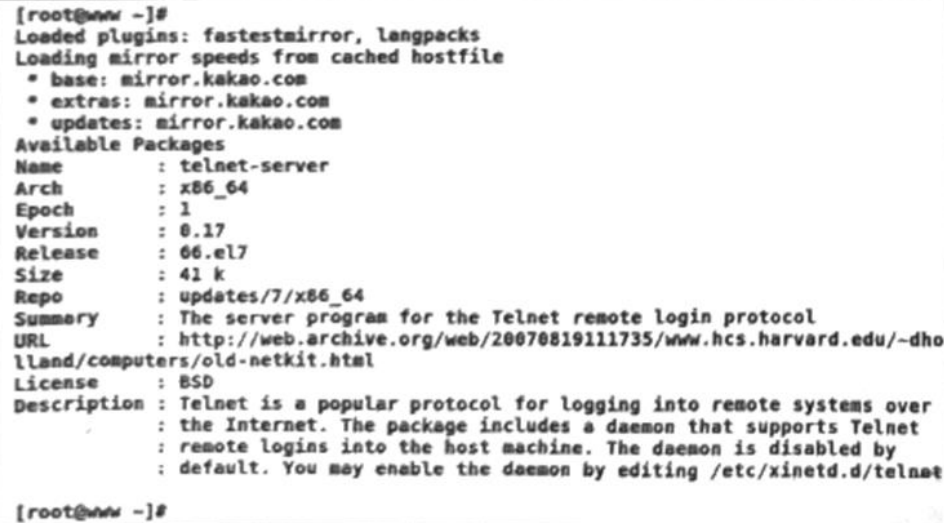 [root@www ~]#
Loaded plugins: fastestmirror, langpacks
Loading mirror speeds from cached hostfile
 * base: mirror.kakao.com
 * extras: mirror.kakao.com
 * updates: mirror.kakao.com
Available Packages
Name        : telnet-server
Arch        : x86_64
Epoch       : 1
Version     : 0.17
Release     : 66.el7
Size        : 41 k
Repo        : updates/7/x86_64
Summary     : The server program for the Telnet remote login protocol
URL         : http://web.archive.org/web/20070819111735/www.hcs.harvard.edu/~dho
lland/computers/old-netkit.html
License     : BSD
Description : Telnet is a popular protocol for logging into remote systems over
            : the Internet. The package includes a daemon that supports Telnet
            : remote logins into the host machine. The daemon is disabled by
            : default. You may enable the daemon by editing /etc/xinetd.d/telnet
[root@www ~]#